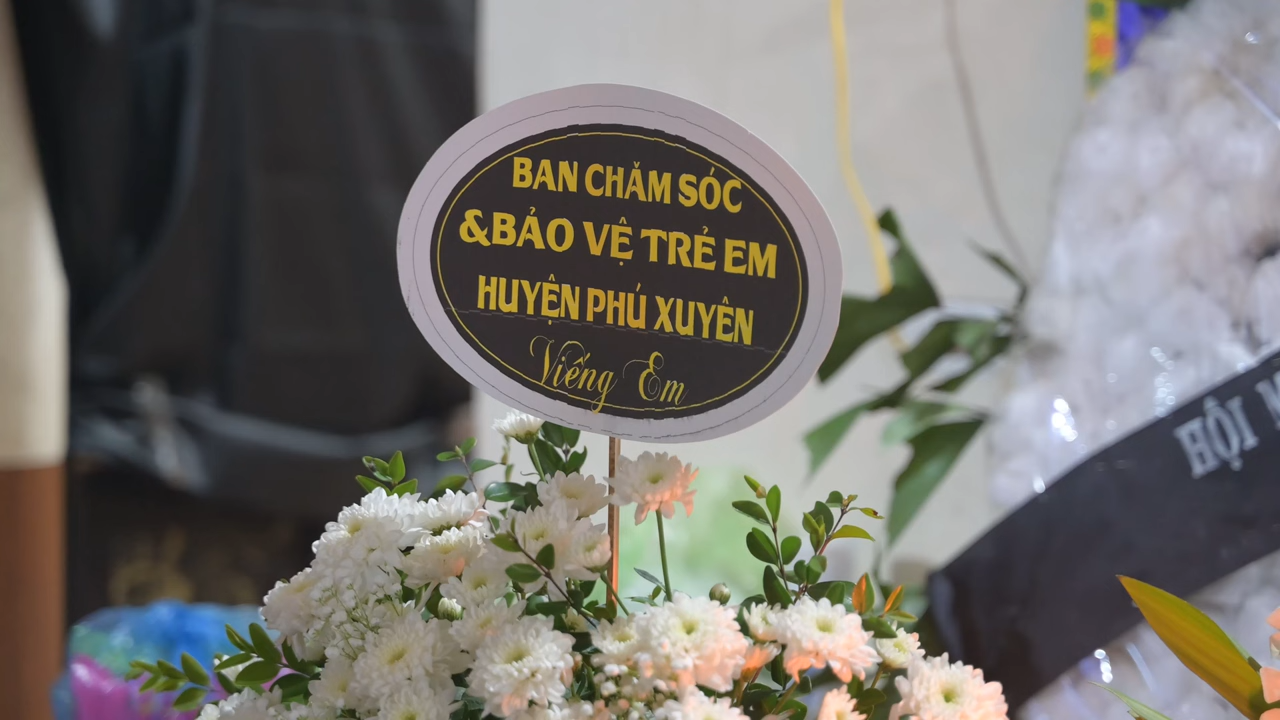 BAN CHĂM SÓC
&BẢO VỆ TRẺ EM
HUYỆN PHÚ XUYÊN
Viếng Em
HỘI